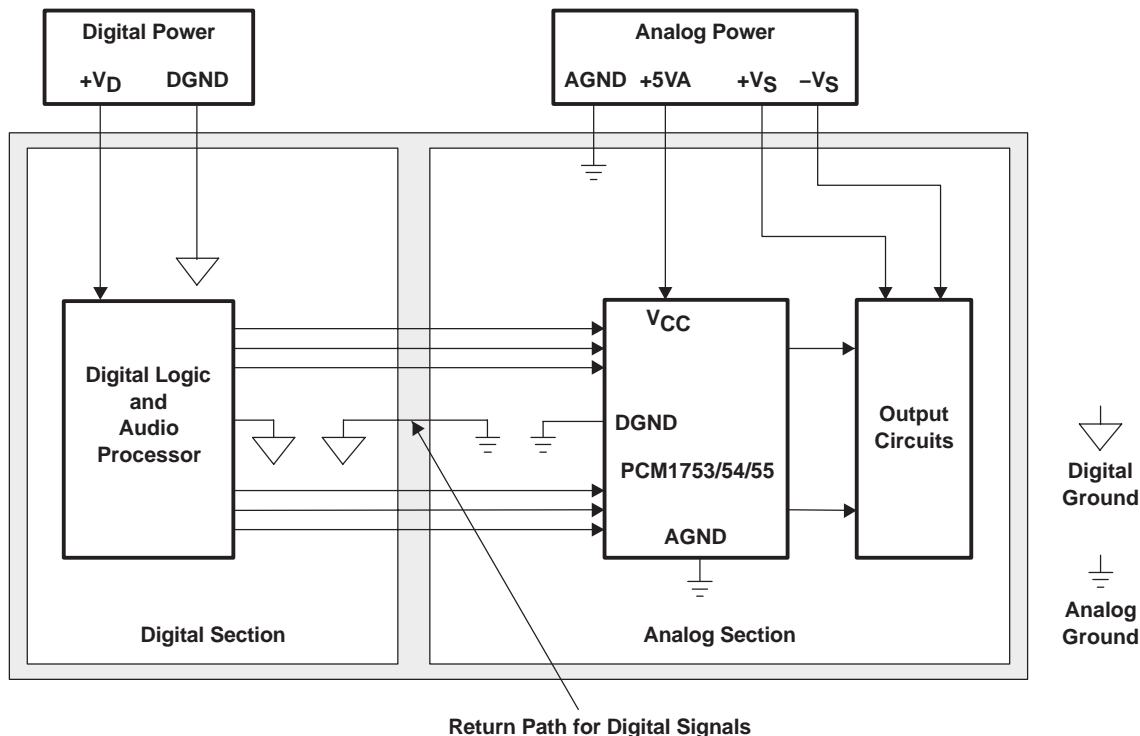 Digital Power
+VD DGND
Analog Power
AGND +5VA +VS –VS
Digital Logic
and
Audio
Processor
VCC
DGND
PCM1753/54/55
AGND
Output
Circuits
Digital
Ground
Analog
Ground
Digital Section
Analog Section
Return Path for Digital Signals